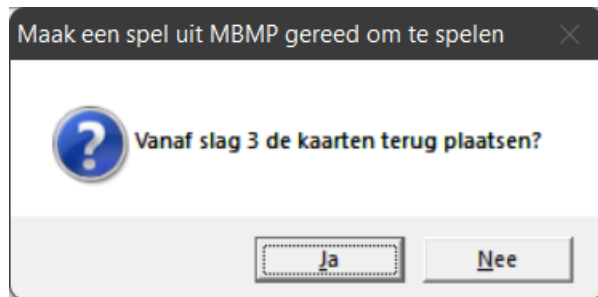 Maak een spel uit MBMP gereed om te spelen
Vanaf slag 3 de kaarten terug plaatsen?
Ja
Nee